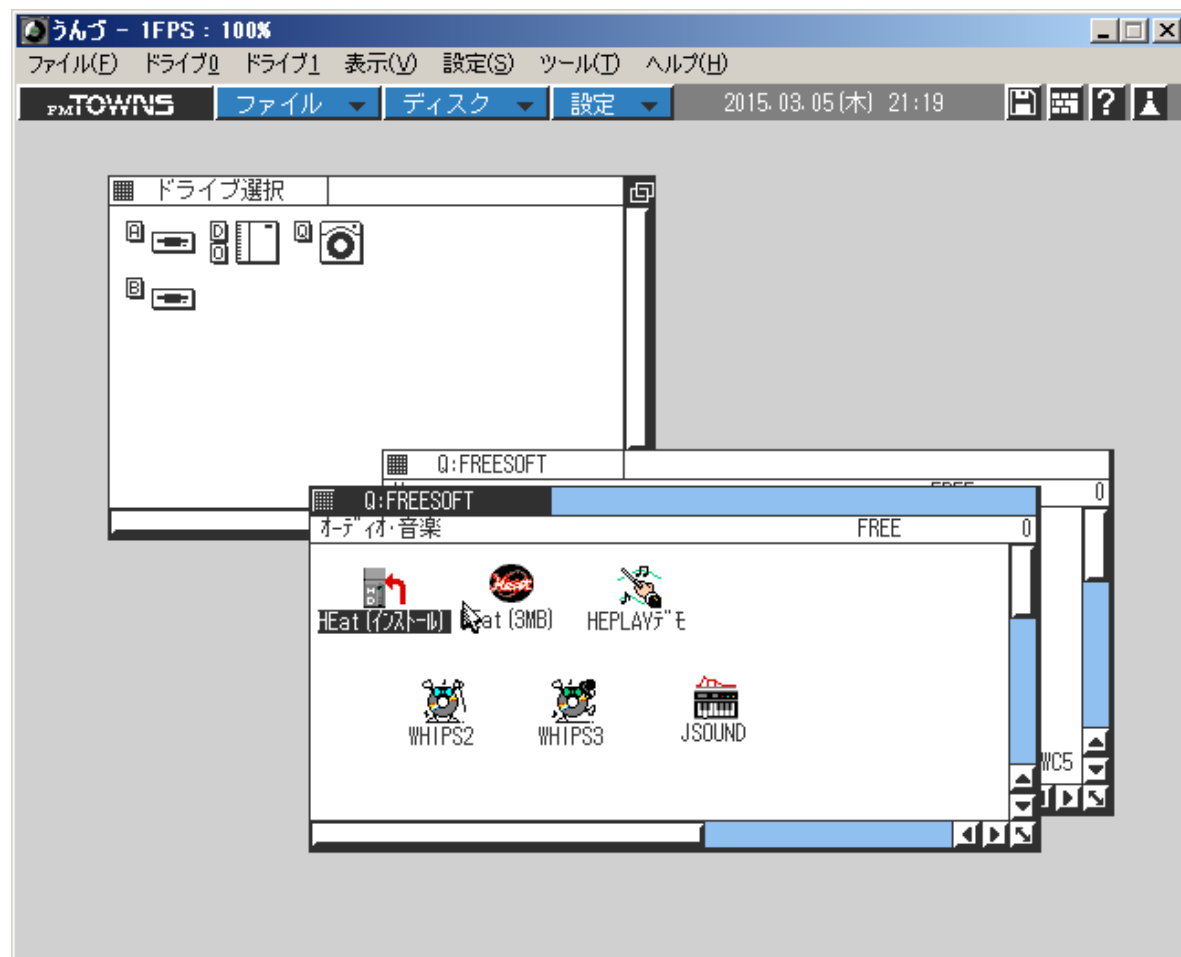 うんづ - 1FPS : 100%
ファイル(F) ドライブ0 ドライブ1 表示(V) 設定(S) ツール(T) ヘルプ(H)
FMTOWNS ファイル ディスク 設定 2015.03.05(木) 21:19
ドライブ選択
A D O Q
B
Q:FREESOFT
0
Q:FREESOFT
オーディオ・音楽 FREE 0
HEat (インストール) at (3MB) HEPLAYデモ
WHIPS2 WHIPS3 JSOUND
WC5